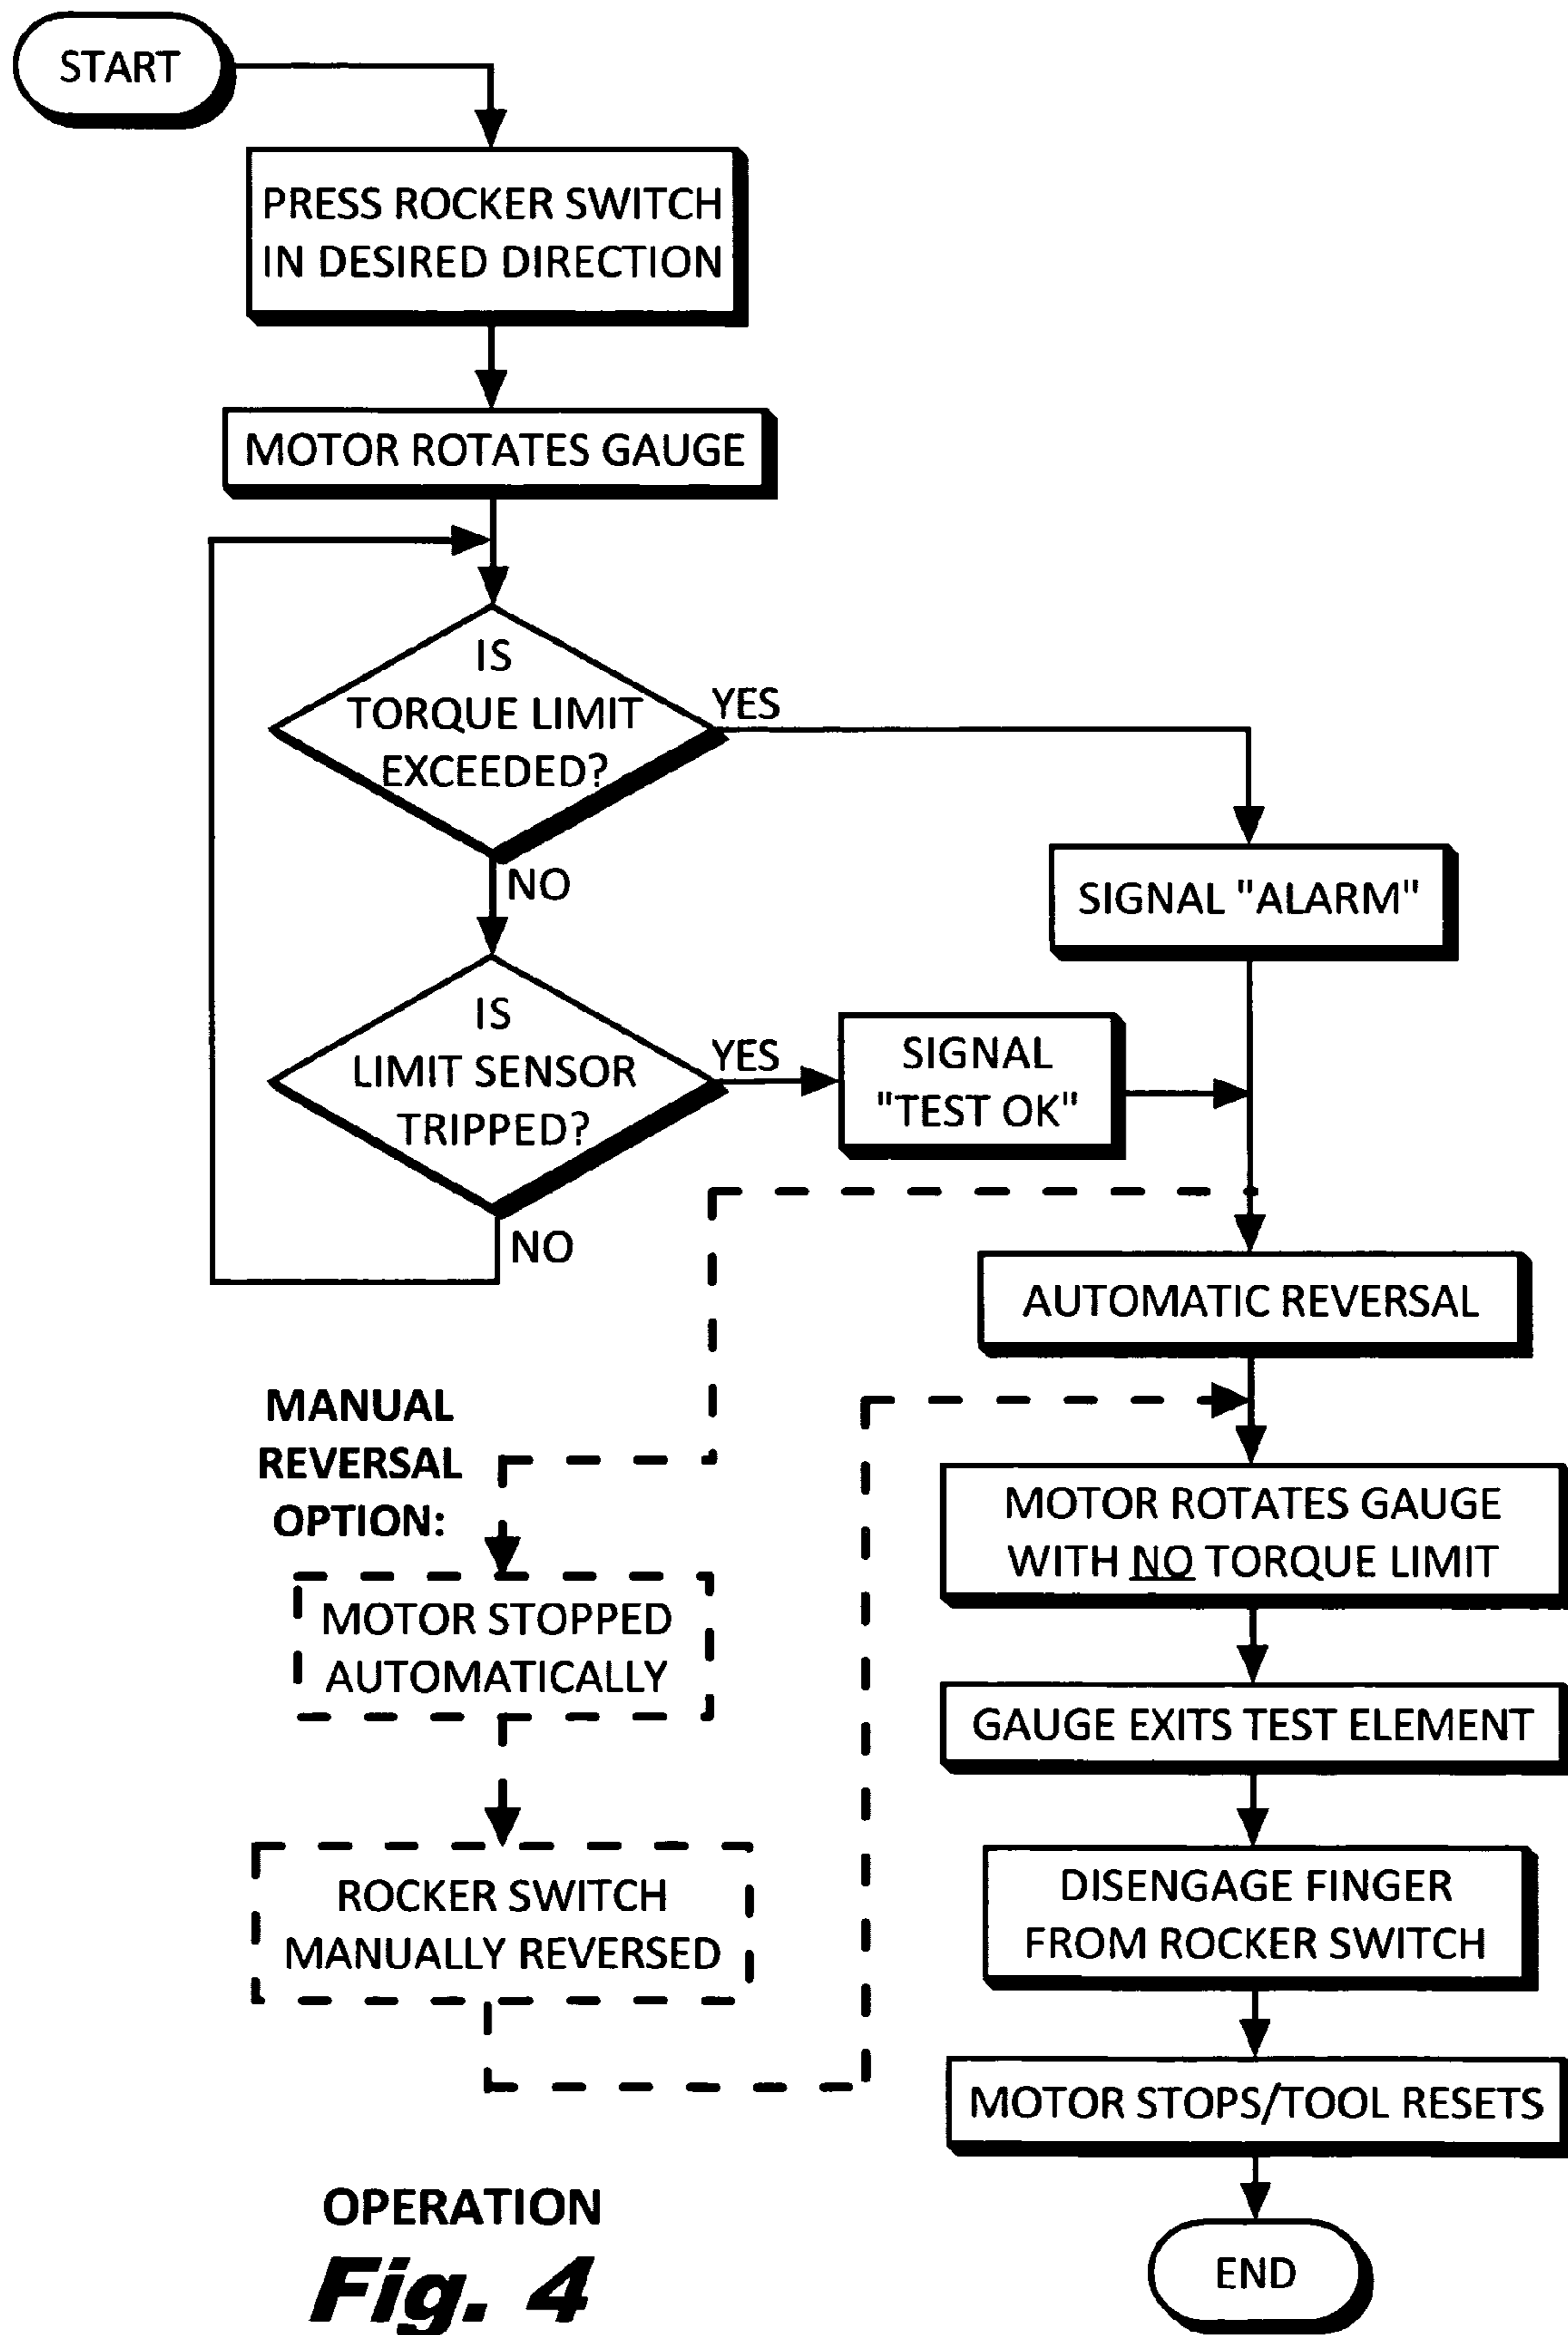 START
PRESS ROCKER SWITCH
IN DESIRED DIRECTION
MOTOR ROTATES GAUGE
IS
TORQUE LIMIT
EXCEEDED?
YES
NO
SIGNAL "ALARM"
IS
LIMIT SENSOR
TRIPPED?
YES
NO
SIGNAL
"TEST OK"
AUTOMATIC REVERSAL
MANUAL
REVERSAL
OPTION:
MOTOR STOPPED
AUTOMATICALLY
ROCKER SWITCH
MANUALLY REVERSED
MOTOR ROTATES GAUGE
WITH NO TORQUE LIMIT
GAUGE EXITS TEST ELEMENT
DISENGAGE FINGER
FROM ROCKER SWITCH
MOTOR STOPS/TOOL RESETS
END
OPERATION
Fig. 4